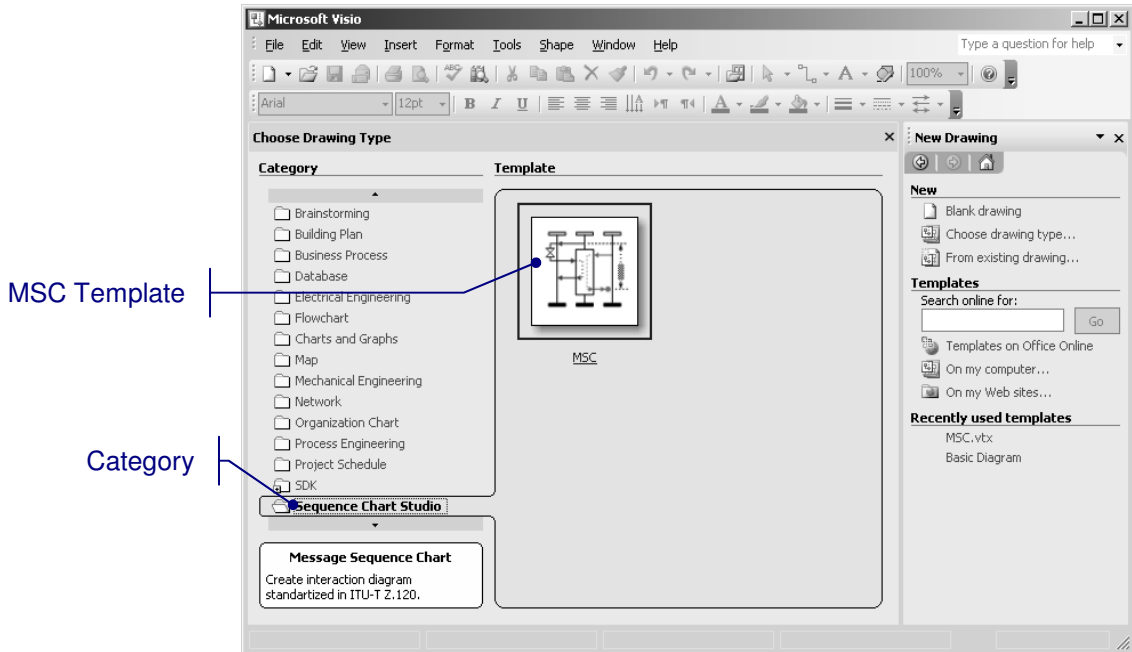 Microsoft Visio
File Edit View Insert Format Tools Shape Window Help
Type a question for help
100%
Arial
12pt
B I U
Choose Drawing Type
Category
Template
Brainstorming
Building Plan
Business Process
Database
Electrical Engineering
Flowchart
Charts and Graphs
Map
Mechanical Engineering
Network
Organization Chart
Process Engineering
Project Schedule
SDK
Sequence Chart Studio
Message Sequence Chart
Create interaction diagram
standartized in ITU-T Z.120.
MSC
New Drawing
New
Blank drawing
Choose drawing type...
From existing drawing...
Templates
Search online for:
Go
Templates on Office Online
On my computer...
On my Web sites...
Recently used templates
MSC.vtx
Basic Diagram
MSC Template
Category